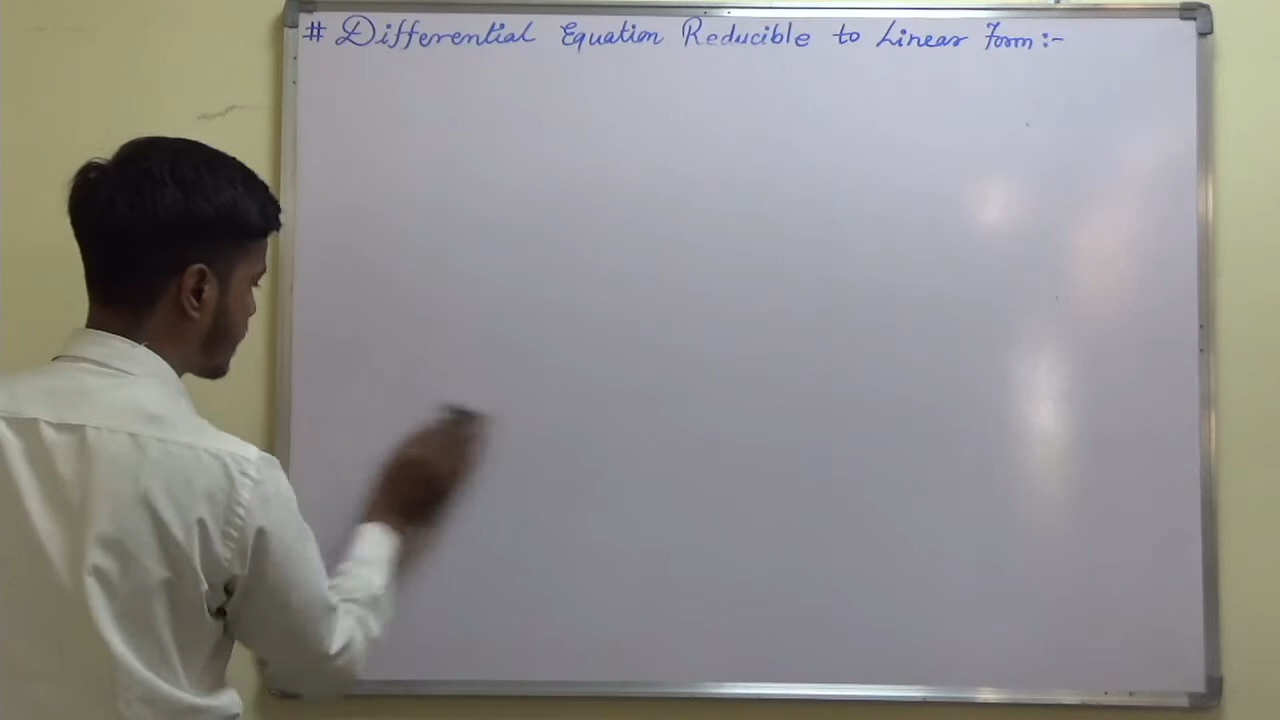 # Differential Equation Reducible to Linear Form :-